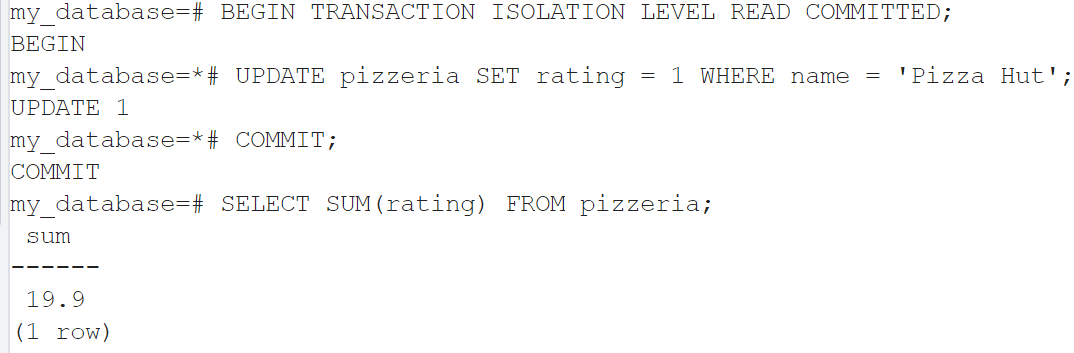 my_database=# BEGIN TRANSACTION ISOLATION LEVEL READ COMMITTED;
BEGIN
my_database=*# UPDATE pizzeria SET rating = 1 WHERE name = 'Pizza Hut';
UPDATE 1
my_database=*# COMMIT;
COMMIT
my_database=# SELECT SUM(rating) FROM pizzeria;
 sum
------
 19.9
(1 row)